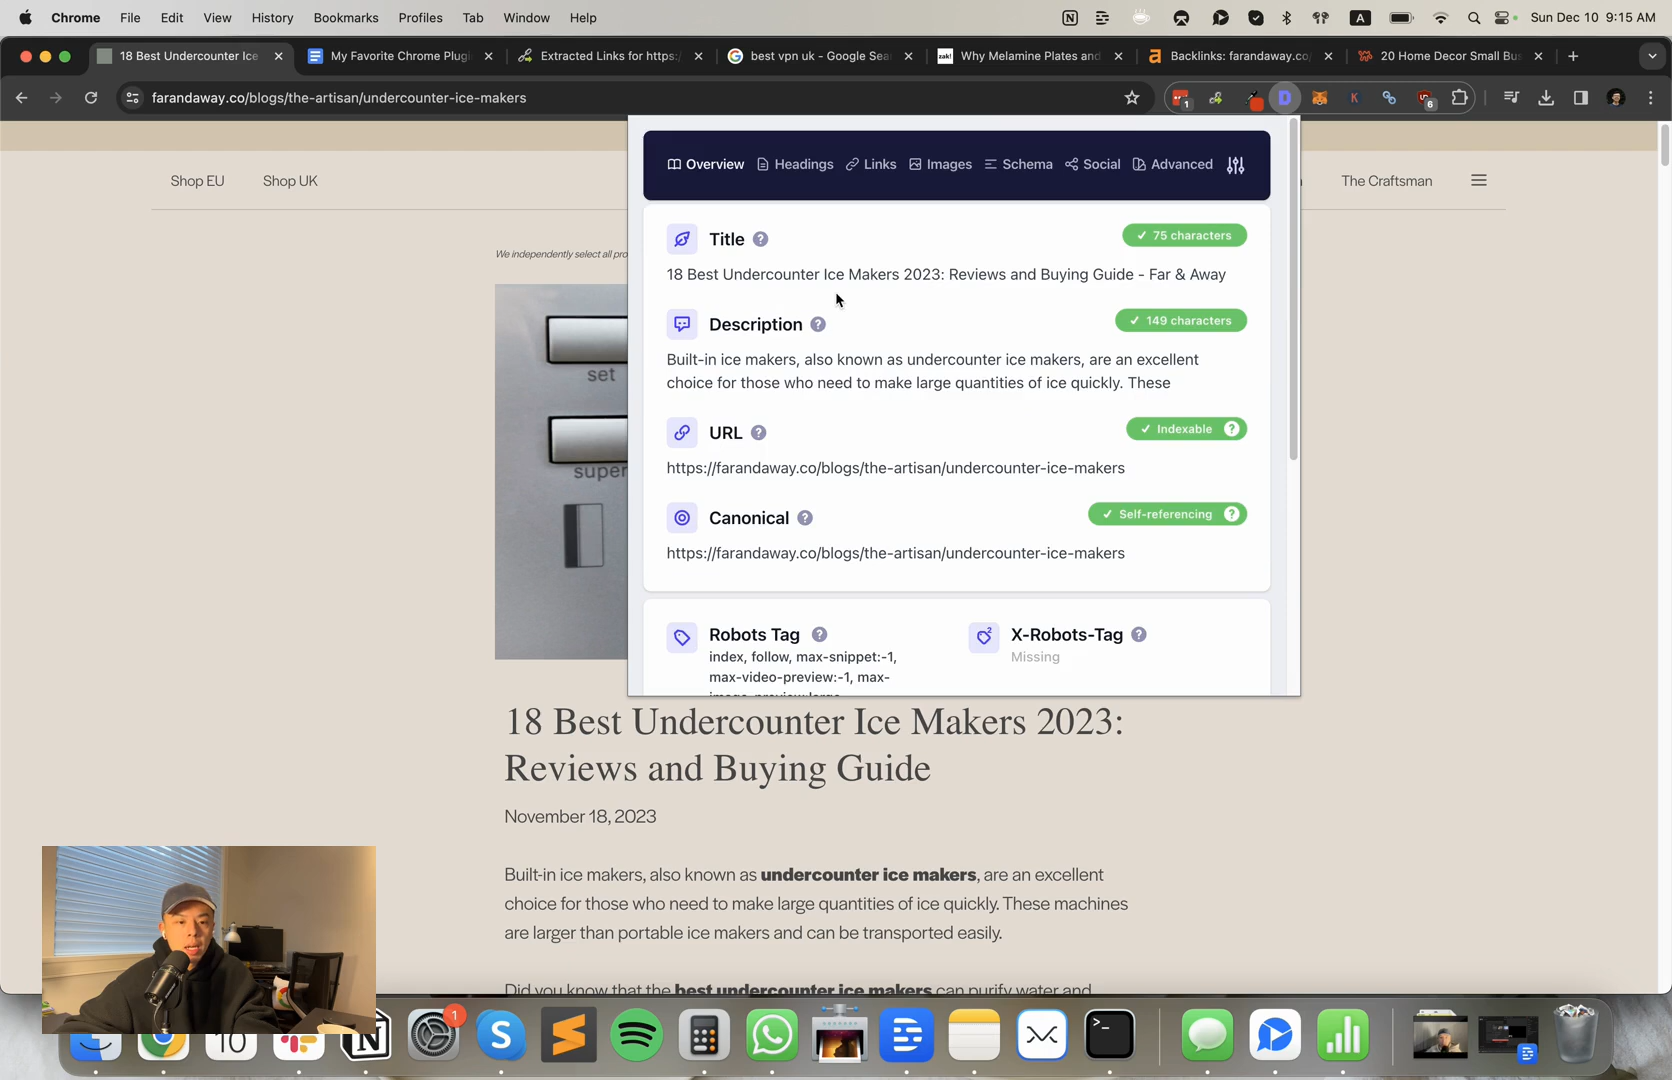 Chrome File Edit View History Bookmarks Profiles Tab Window Help A Sun Dec 10 9:15 AM
18 Best Undercounter Ice My Favorite Chrome Plugi Extracted Links for https:/ best vpn uk - Google Sea zak! Why Melamine Plates and Backlinks: farandaway.co/ 20 Home Decor Small Bus
farandaway.co/blogs/the-artisan/undercounter-ice-makers 1 D K 6
Shop EU Shop UK The Craftsman
Overview Headings Links Images Schema Social Advanced
Title ? ✓ 75 characters
18 Best Undercounter Ice Makers 2023: Reviews and Buying Guide - Far & Away
We independently select all pro
Description ? ✓ 149 characters
Built-in ice makers, also known as undercounter ice makers, are an excellent
choice for those who need to make large quantities of ice quickly. These
URL ? ✓ Indexable ?
https://farandaway.co/blogs/the-artisan/undercounter-ice-makers
Canonical ? ✓ Self-referencing ?
https://farandaway.co/blogs/the-artisan/undercounter-ice-makers
Robots Tag ? X-Robots-Tag ?
index, follow, max-snippet:-1, Missing
max-video-preview:-1, max-
image-preview:large
set
super
18 Best Undercounter Ice Makers 2023:
Reviews and Buying Guide
November 18, 2023
Built-in ice makers, also known as undercounter ice makers, are an excellent
choice for those who need to make large quantities of ice quickly. These machines
are larger than portable ice makers and can be transported easily.
Did you know that the best undercounter ice makers can purify water and
10 1